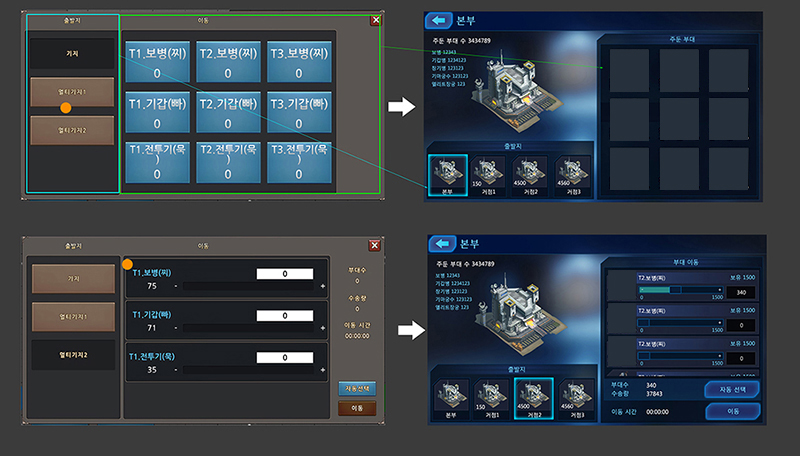 출발지
이동
기지
멀티기지1
멀티기지2
T1.보병(찌)
0
T2.보병(찌)
0
T3.보병(찌)
0
T1.기갑(빠)
0
T2.기갑(빠)
0
T3.기갑(빠)
0
T1.전투기(묵
)
0
T2.전투기(묵
)
0
T3.전투기(묵
)
0
본부
주둔 부대 수 3434789
보병 12343
기갑병 123123
창기병 123123
기마궁수 123123
엘리트창궁 123
출발지
본부
150
거점1
4500
거점2
4560
거점3
주둔 부대
출발지
이동
기지
멀티기지1
멀티기지2
T1.보병(찌)
0
75
-
+
T1.기갑(빠)
0
71
-
+
T1.전투기(묵)
0
35
-
+
부대수
0
수송량
0
이동 시간
00:00:00
자동선택
이동
본부
주둔 부대 수 3434789
보병 12343
기갑병 123123
창기병 123123
기마궁수 123123
엘리트창궁 123
출발지
본부
150
거점1
4500
거점2
4560
거점3
부대 이동
T2.보병(찌)
보유 1500
-
+
0
1500
340
T2.보병(찌)
보유 1500
-
+
0
1500
0
T2.보병(찌)
보유 1500
-
+
0
1500
0
부대수 340
수송량 37843
자동 선택
이동 시간 00:00:00
이동